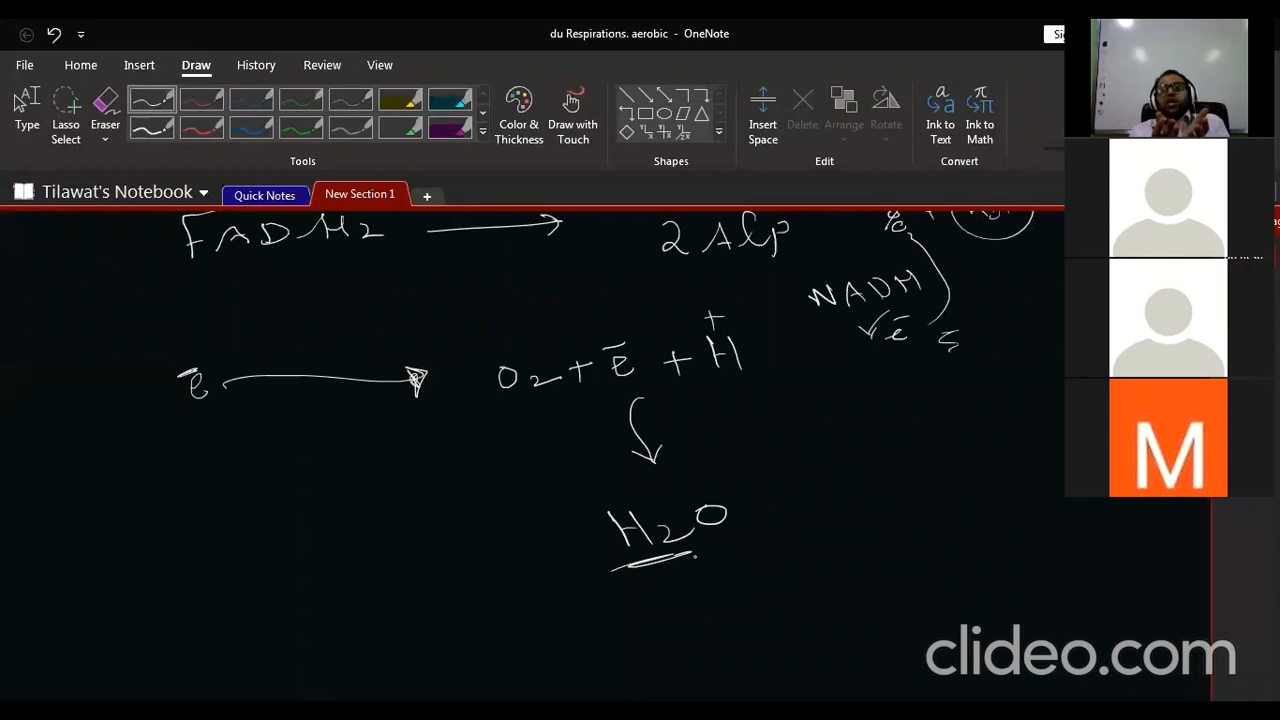 du Respirations. aerobic - OneNote
File Home Insert Draw History Review View
Type
Lasso Select
Eraser
Color & Thickness
Draw with Touch
Insert Space
Delete
Arrange
Rotate
Ink to Text
Ink to Math
Tools Shapes Edit Convert
Tilawat's Notebook
Quick Notes
New Section 1
FADH2 → 2 Atp
NADH
e̅
e̅ → O2 + e̅ + H+
H2O
M
clideo.com